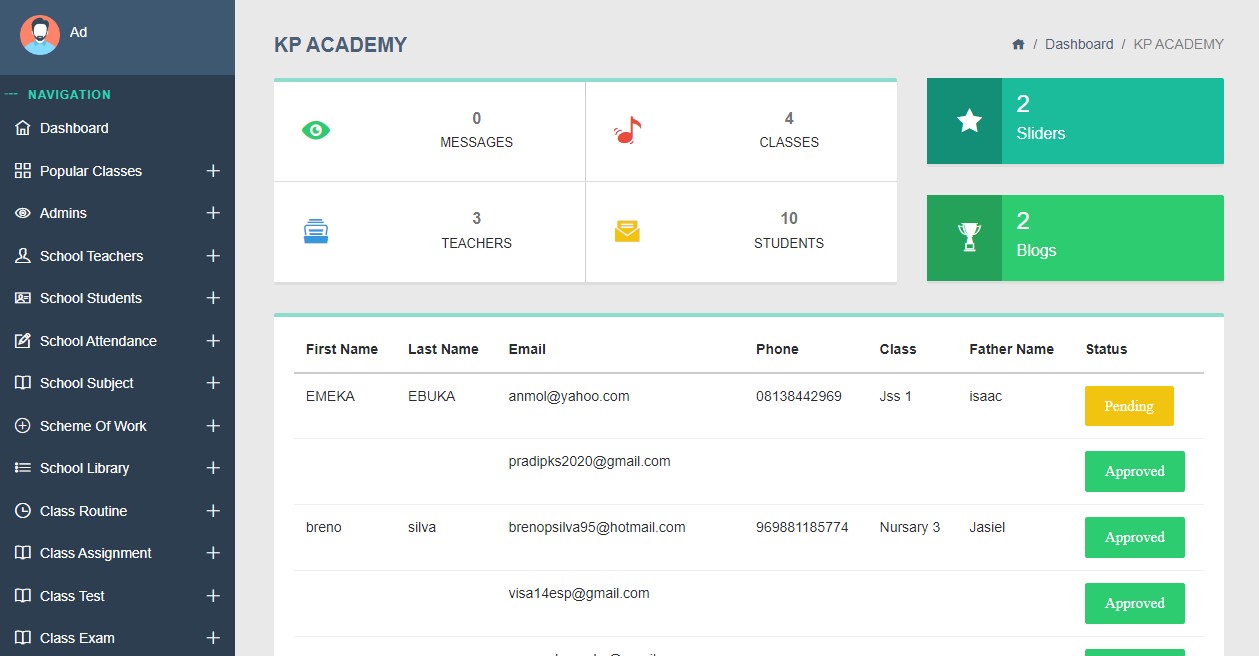 Ad
NAVIGATION
Dashboard
Popular Classes
Admins
School Teachers
School Students
School Attendance
School Subject
Scheme Of Work
School Library
Class Routine
Class Assignment
Class Test
Class Exam
KP ACADEMY
/ Dashboard / KP ACADEMY
0
MESSAGES
4
CLASSES
3
TEACHERS
10
STUDENTS
2
Sliders
2
Blogs
First Name Last Name Email Phone Class Father Name Status
EMEKA EBUKA anmol@yahoo.com 08138442969 Jss 1 isaac Pending
pradipks2020@gmail.com Approved
breno silva brenopsilva95@hotmail.com 969881185774 Nursary 3 Jasiel Approved
visa14esp@gmail.com Approved